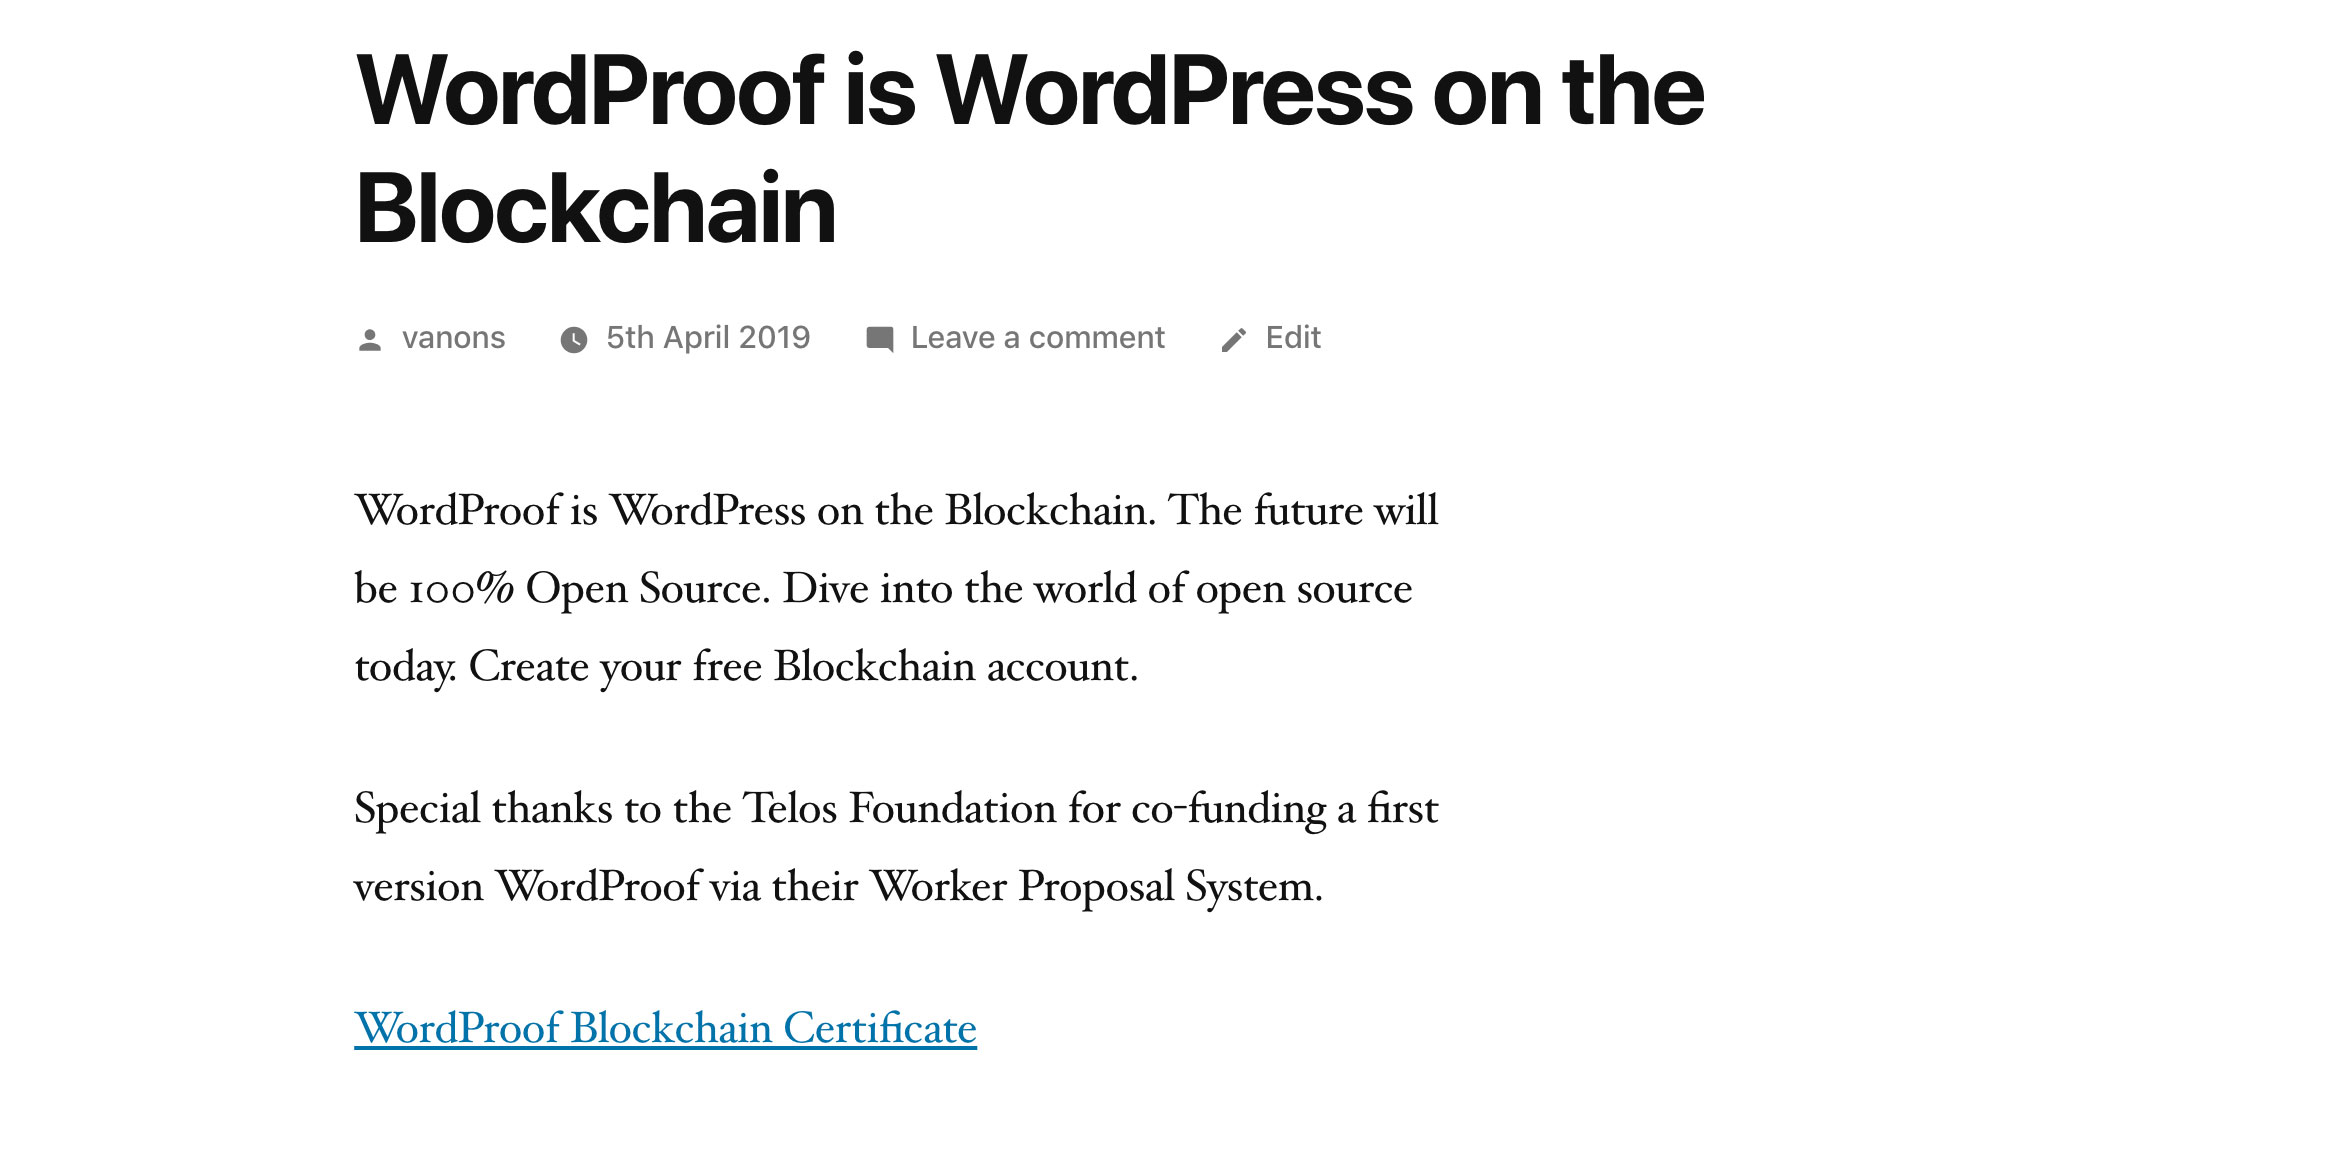 WordProof is WordPress on the
Blockchain
vanons 5th April 2019 Leave a comment Edit
WordProof is WordPress on the Blockchain. The future will
be 100% Open Source. Dive into the world of open source
today. Create your free Blockchain account.
Special thanks to the Telos Foundation for co-funding a first
version WordProof via their Worker Proposal System.
WordProof Blockchain Certificate